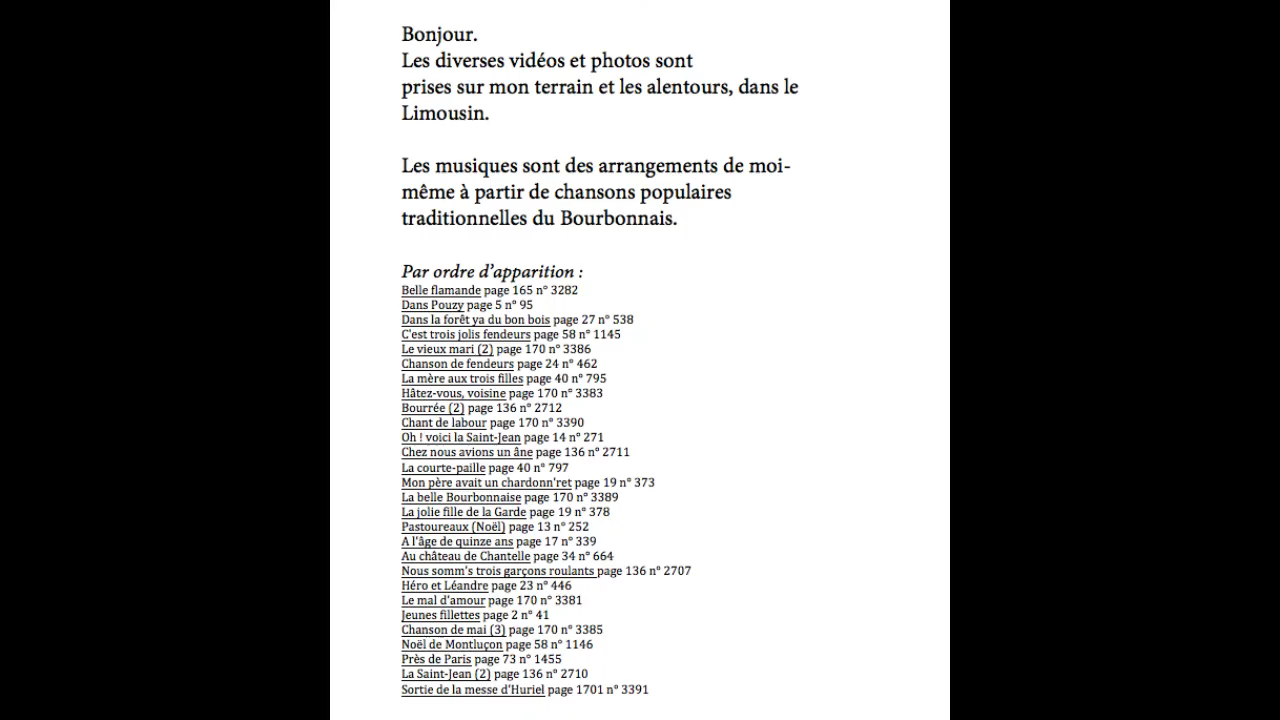 Bonjour.
Les diverses vidéos et photos sont
prises sur mon terrain et les alentours, dans le
Limousin.
Les musiques sont des arrangements de moi-
même à partir de chansons populaires
traditionnelles du Bourbonnais.
Par ordre d'apparition :
Belle flamande page 165 n° 3282
Dans Pouzy page 5 n° 95
Dans la forêt ya du bon bois page 27 n° 538
C'est trois jolis fendeurs page 58 n° 1145
Le vieux mari (2) page 170 n° 3386
Chanson de fendeurs page 24 n° 462
La mère aux trois filles page 40 n° 795
Hâtez-vous, voisine page 170 n° 3383
Bourrée (2) page 136 n° 2712
Chant de labour page 170 n° 3390
Oh ! voici la Saint-Jean page 14 n° 271
Chez nous avions un âne page 136 n° 2711
La courte-paille page 40 n° 797
Mon père avait un chardonn'ret page 19 n° 373
La belle Bourbonnaise page 170 n° 3389
La jolie fille de la Garde page 19 n° 378
Pastoureaux (Noël) page 13 n° 252
A l'âge de quinze ans page 17 n° 339
Au château de Chantelle page 34 n° 664
Nous somm's trois garçons roulants page 136 n° 2707
Héro et Léandre page 23 n° 446
Le mal d'amour page 170 n° 3381
Jeunes fillettes page 2 n° 41
Chanson de mai (3) page 170 n° 3385
Noël de Montluçon page 58 n° 1146
Près de Paris page 73 n° 1455
La Saint-Jean (2) page 136 n° 2710
Sortie de la messe d'Huriel page 1701 n° 3391